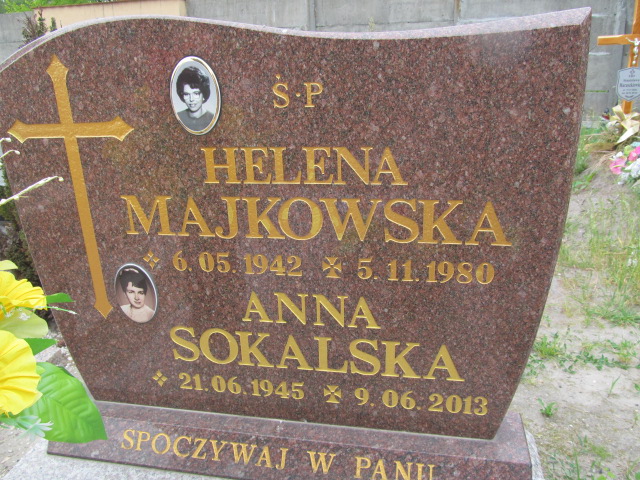 Ś·P
HELENA
MAJKOWSKA
6.05.1942 5.11.1980
ANNA
SOKALSKA
21.06.1945 9.06.2013
SPOCZYWAJ W PANU